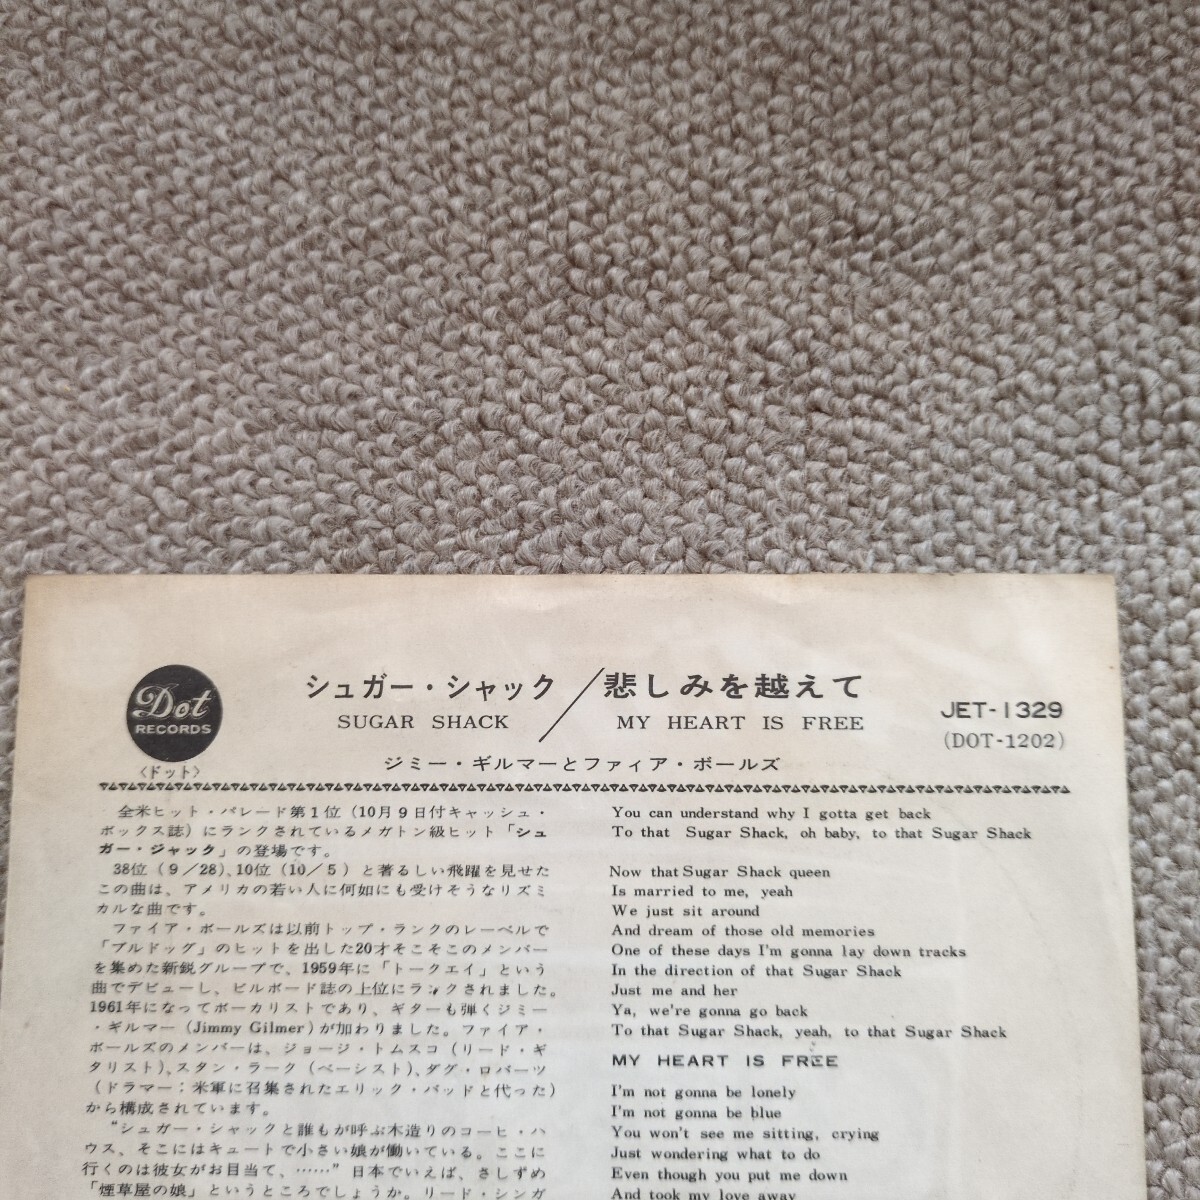 Dot
RECORDS
〈ドット〉
シュガー・シャック／悲しみを越えて
SUGAR SHACK MY HEART IS FREE
ジミー・ギルマーとファイア・ボールズ
JET-1329
(DOT-1202)
全米ヒット・パレード第1位(10月9日付キャッシュ・
ボックス誌)にランクされているメガトン級ヒット「シュ
ガー・ジャック」の登場です。
38位(9／28)、10位(10／5)と著るしい飛躍を見せた
この曲は、アメリカの若い人に何如にも受けそうなリズミ
カルな曲です。
ファイア・ボールズは以前トップ・ランクのレーベルで
「ブルドッグ」のヒットを出した20才そこそこのメンバー
を集めた新鋭グループで、1959年に「トークエイ」という
曲でデビューし、ビルボード誌の上位にランクされました。
1961年になってボーカリストであり、ギターも弾くジミー
・ギルマー(Jimmy Gilmer)が加わりました。ファイア・
ボールズのメンバーは、ジョージ・トムスコ(リード・ギ
タリスト)、スタン・ラーク(ベーシスト)、ダグ・ロバーツ
(ドラマー；米軍に召集されたエリック・バッドと代った)
から構成されています。
"シュガー・シャックと誰もが呼ぶ木造りのコーヒ・ハ
ウス、そこにはキュートで小さい娘が働いている。ここに
行くのは彼女がお目当て、……" 日本でいえば、さしずめ
「煙草屋の娘」というところでしょうか。リード・シンガ
You can understand why I gotta get back
To that Sugar Shack, oh baby, to that Sugar Shack
Now that Sugar Shack queen
Is married to me, yeah
We just sit around
And dream of those old memories
One of these days I'm gonna lay down tracks
In the direction of that Sugar Shack
Just me and her
Ya, we're gonna go back
To that Sugar Shack, yeah, to that Sugar Shack
MY HEART IS FREE
I'm not gonna be lonely
I'm not gonna be blue
You won't see me sitting, crying
Just wondering what to do
Even though you put me down
And took my love away